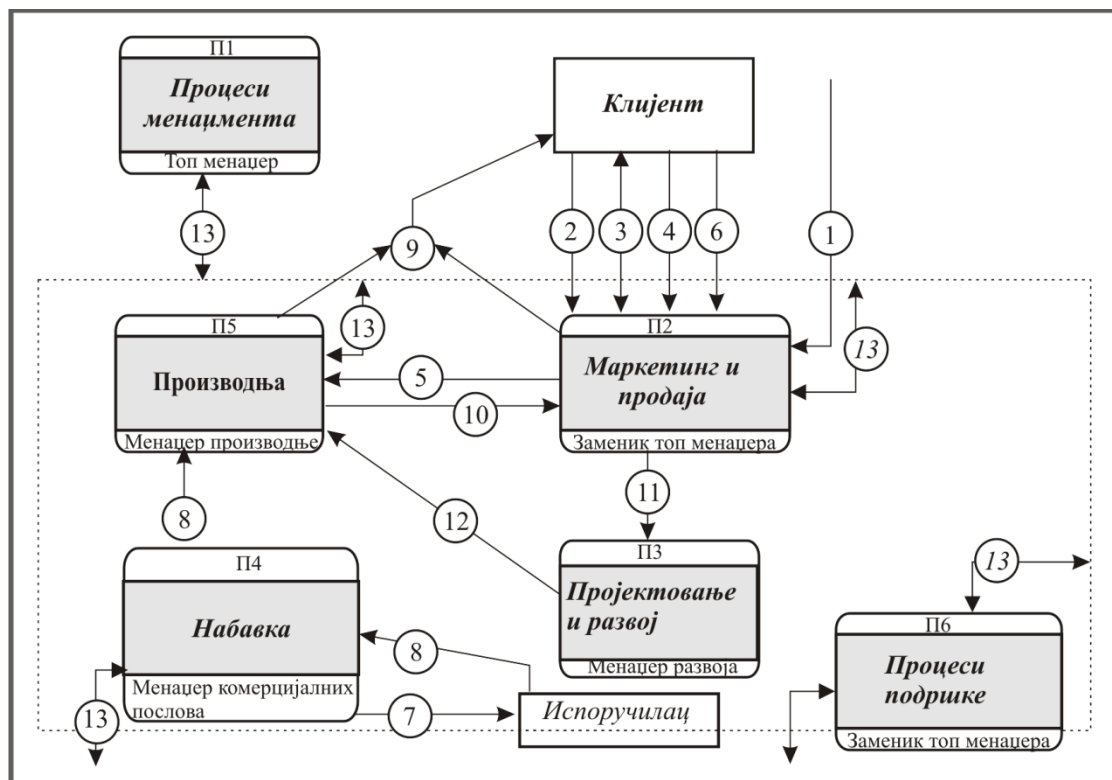 П1
Процеси
менаџмента
Топ менаџер
Клијент
13
9
2
3
4
6
1
П5
Производња
Менаџер производње
13
П2
Маркетинг и
продаја
Заменик топ менаџера
13
5
10
8
12
11
П4
Набавка
Менаџер комерцијалних
послова
П3
Пројектовање
и развој
Менаџер развоја
13
8
П6
Процеси
подршке
Заменик топ менаџера
13
7
Испоручилац